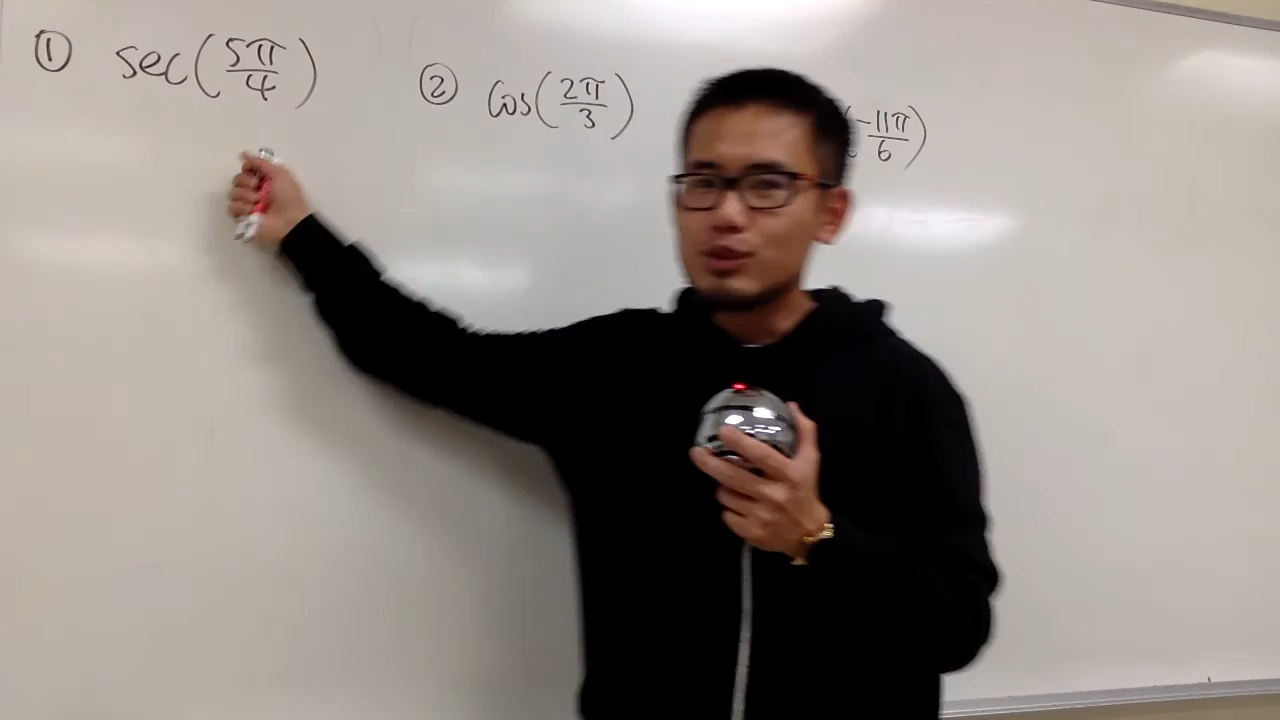 ① sec(5π/4)
② cos(2π/3)
(-11π/6)